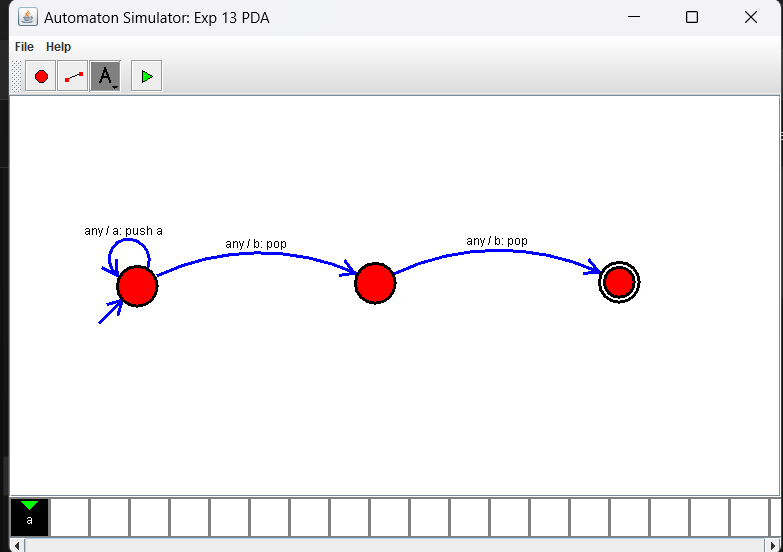 Automaton Simulator: Exp 13 PDA
File Help
A
any / a: push a
any / b: pop
any / b: pop
a